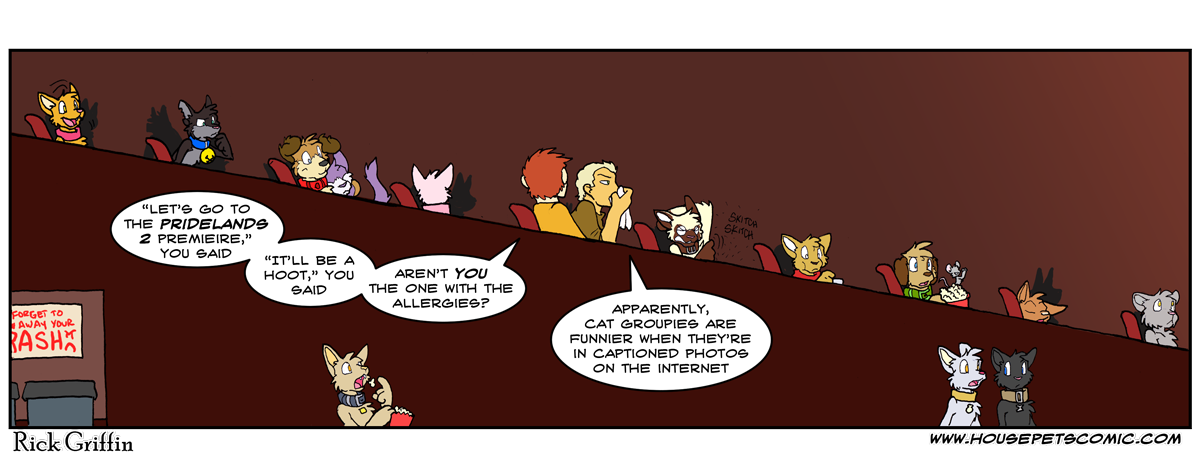 "LET'S GO TO
THE PRIDELANDS
2 PREMIEIRE,"
YOU SAID
"IT'LL BE A
HOOT," YOU
SAID
AREN'T YOU
THE ONE WITH THE
ALLERGIES?
SKITCH
SKITCH
APPARENTLY,
CAT GROUPIES ARE
FUNNIER WHEN THEY'RE
IN CAPTIONED PHOTOS
ON THE INTERNET
FORGET TO
AWAY YOUR
RASH
Rick Griffin
WWW.HOUSEPETSCOMIC.COM